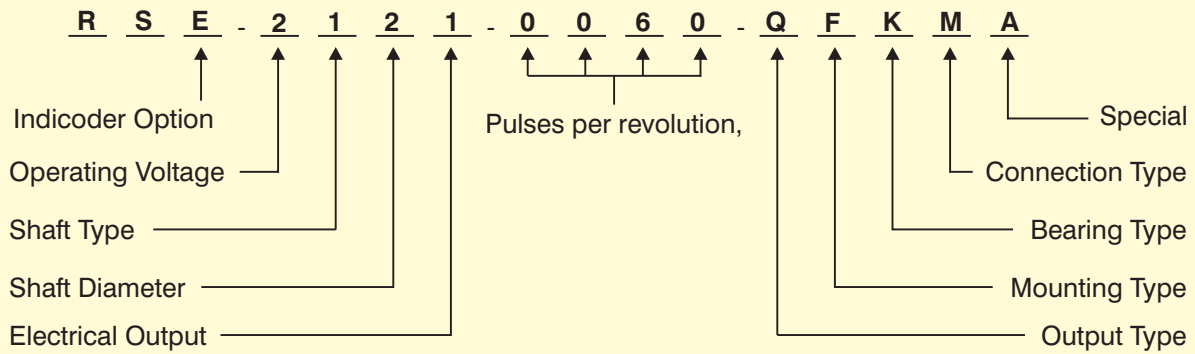 R S E - 2 1 2 1 - 0 0 6 0 - Q F K M A
Indicoder Option
Pulses per revolution,
Special
Operating Voltage
Connection Type
Shaft Type
Bearing Type
Shaft Diameter
Mounting Type
Electrical Output
Output Type